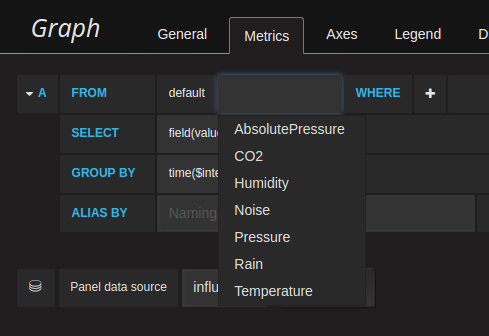 Graph
General Metrics Axes Legend D
A FROM default WHERE +
SELECT field(valu
GROUP BY time($inte
ALIAS BY Naming
AbsolutePressure
CO2
Humidity
Noise
Pressure
Rain
Temperature
Panel data source influ